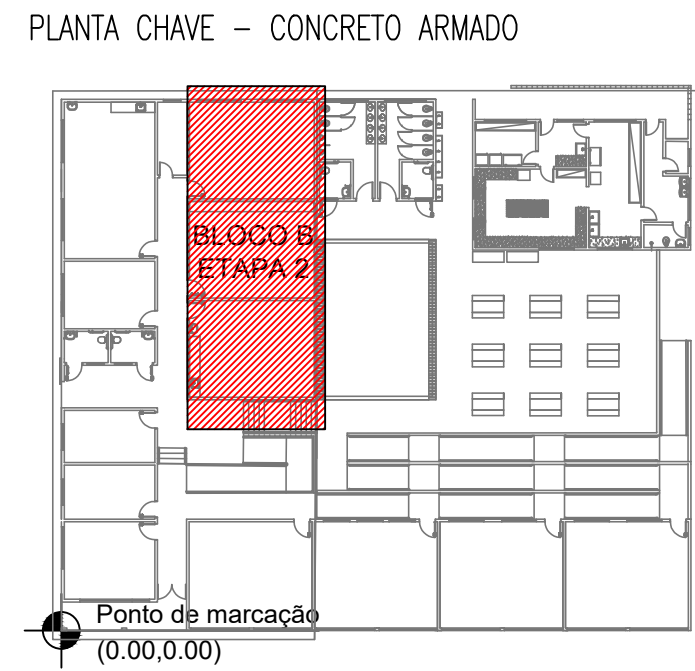 PLANTA CHAVE – CONCRETO ARMADO
BLOCO B
ETAPA 2
Ponto de marcação
(0.00,0.00)